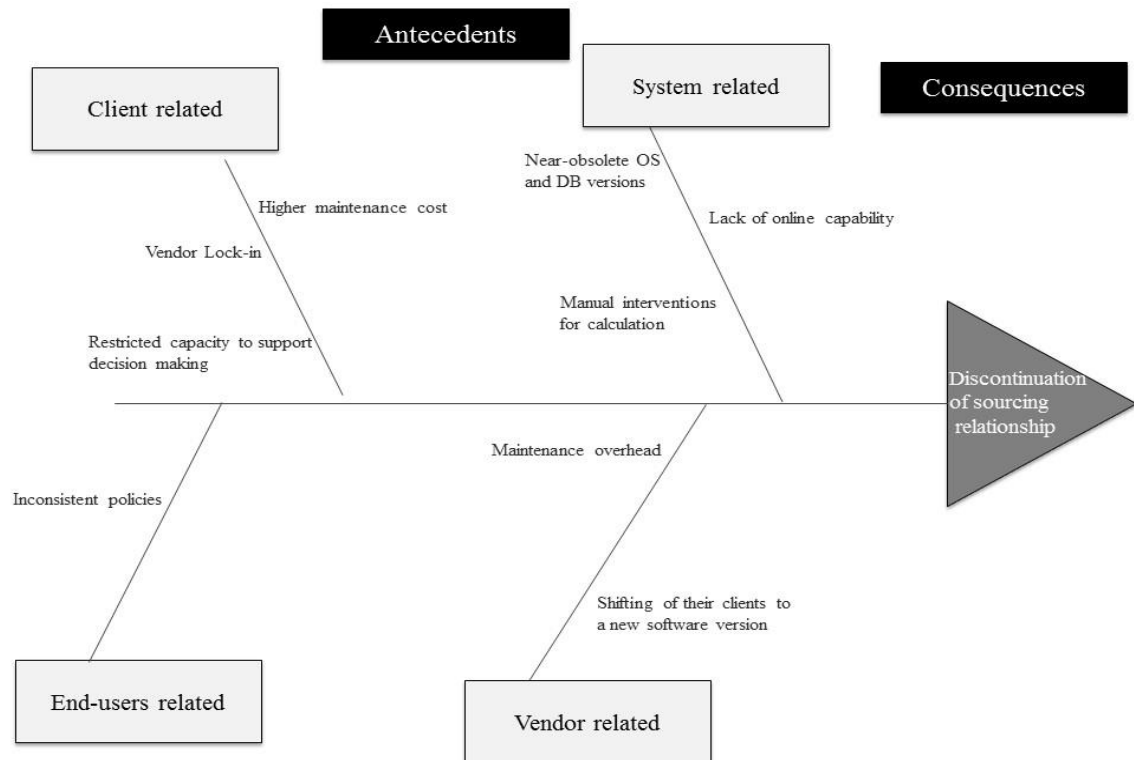 Antecedents
Client related
System related
Consequences
Near-obsolete OS
and DB versions
Higher maintenance cost
Lack of online capability
Vendor Lock-in
Manual interventions
for calculation
Restricted capacity to support
decision making
Discontinuation
of sourcing
relationship
Maintenance overhead
Inconsistent policies
Shifting of their clients to
a new software version
End-users related
Vendor related